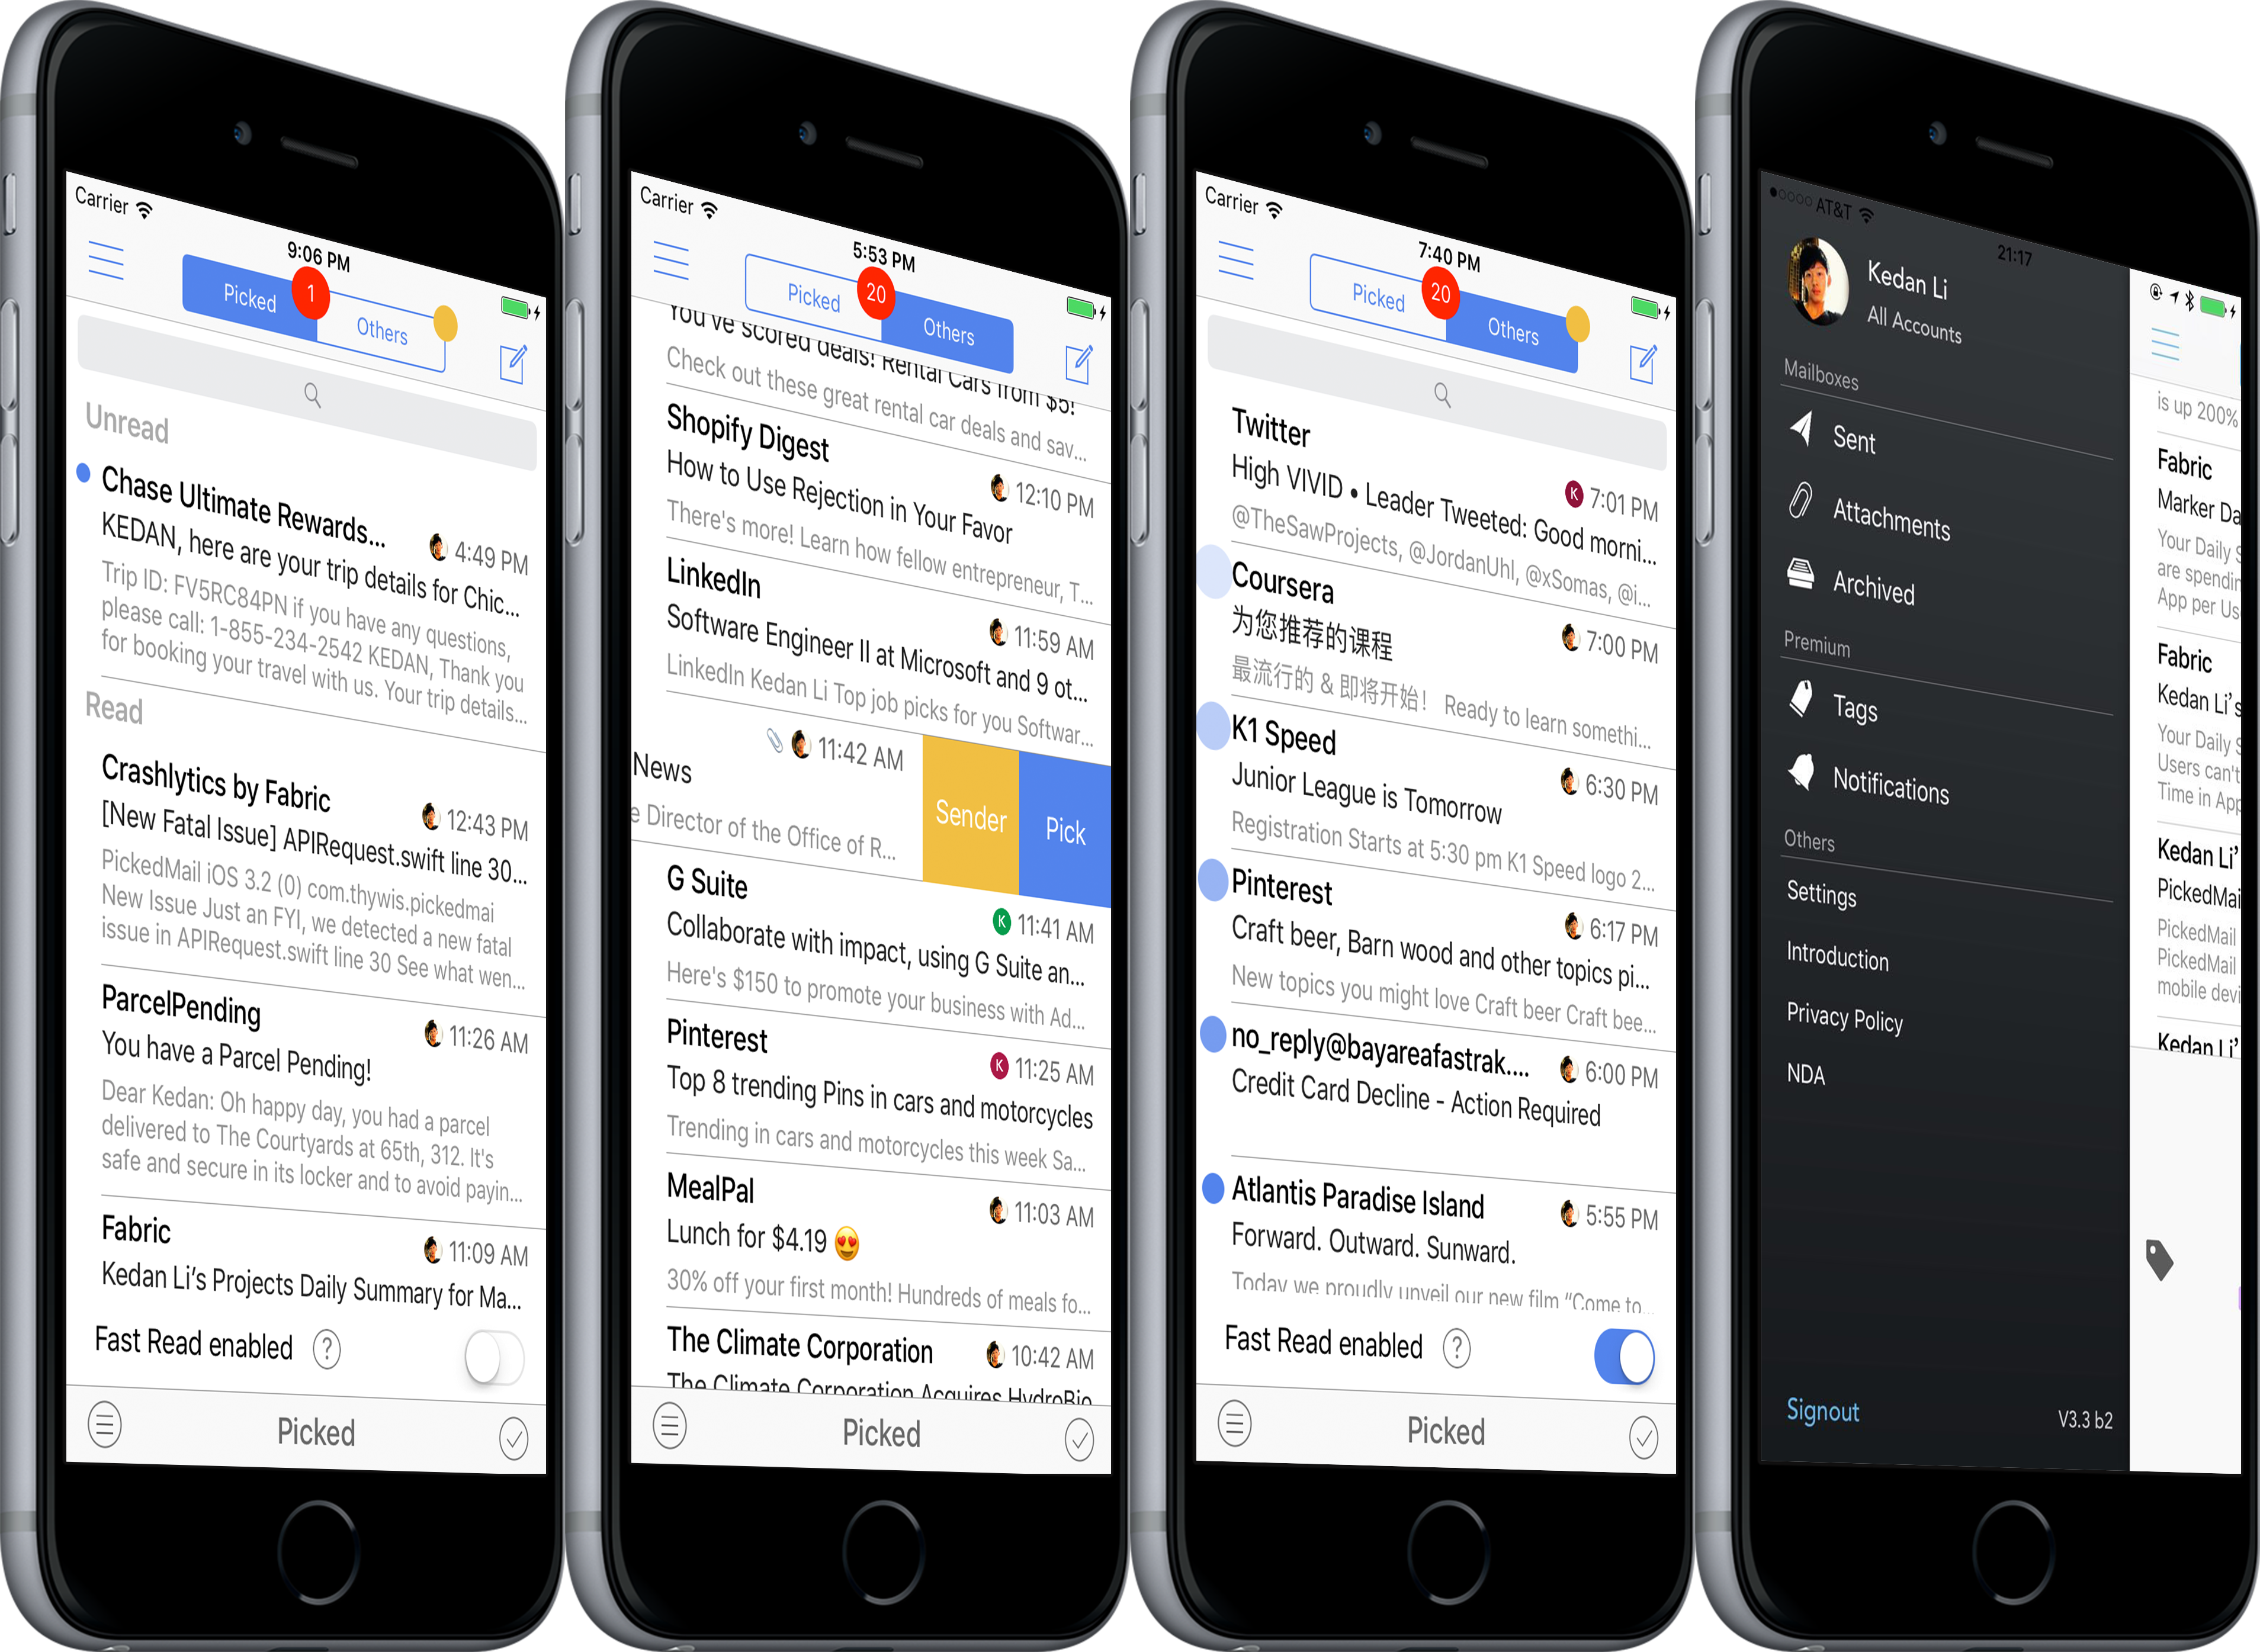 Carrier
9:06 PM
Picked
1
Others
Unread
Chase Ultimate Rewards...
4:49 PM
KEDAN, here are your trip details for Chic...
Trip ID: FV5RC84PN if you have any questions,
please call: 1-855-234-2542 KEDAN, Thank you
for booking your travel with us. Your trip details...
Read
Crashlytics by Fabric
12:43 PM
[New Fatal Issue] APIRequest.swift line 30...
PickedMail iOS 3.2 (0) com.thywis.pickedmai
New Issue Just an FYI, we detected a new fatal
issue in APIRequest.swift line 30 See what wen...
ParcelPending
11:26 AM
You have a Parcel Pending!
Dear Kedan: Oh happy day, you had a parcel
delivered to The Courtyards at 65th, 312. It's
safe and secure in its locker and to avoid payin...
Fabric
11:09 AM
Kedan Li's Projects Daily Summary for Ma...
Fast Read enabled ?
Picked
Carrier
5:53 PM
Picked
20
Others
You've scored deals! Rental Cars from $5!
Check out these great rental car deals and sav...
Shopify Digest
12:10 PM
How to Use Rejection in Your Favor
There's more! Learn how fellow entrepreneur, T...
LinkedIn
11:59 AM
Software Engineer II at Microsoft and 9 ot...
LinkedIn Kedan Li Top job picks for you Softwar...
11:42 AM
News
e Director of the Office of R...
Sender
Pick
G Suite
K 11:41 AM
Collaborate with impact, using G Suite an...
Here's $150 to promote your business with Ad...
Pinterest
K 11:25 AM
Top 8 trending Pins in cars and motorcycles
Trending in cars and motorcycles this week Sa...
MealPal
11:03 AM
Lunch for $4.19 😍
30% off your first month! Hundreds of meals fo...
The Climate Corporation
10:42 AM
The Climate Corporation Acquires HydroBio
Picked
Carrier
7:40 PM
Picked
20
Others
Twitter
K 7:01 PM
High VIVID • Leader Tweeted: Good morni...
@TheSawProjects, @JordanUhl, @xSomas, @i...
Coursera
7:00 PM
为您推荐的课程
最流行的 & 即将开始！ Ready to learn somethi...
K1 Speed
6:30 PM
Junior League is Tomorrow
Registration Starts at 5:30 pm K1 Speed logo 2...
Pinterest
6:17 PM
Craft beer, Barn wood and other topics pi...
New topics you might love Craft beer Craft bee...
no_reply@bayareafastrak....
6:00 PM
Credit Card Decline - Action Required
Atlantis Paradise Island
5:55 PM
Forward. Outward. Sunward.
Today we proudly unveil our new film “Come to...
Fast Read enabled ?
Picked
AT&T
21:17
Kedan Li
All Accounts
Mailboxes
Sent
Attachments
Archived
Premium
Tags
Notifications
Others
Settings
Introduction
Privacy Policy
NDA
Signout
V3.3 b2
is up 200%
Fabric
Marker Da
Your Daily S
are spendin
App per Us
Fabric
Kedan Li's
Your Daily S
Users can't
Time in App
Kedan Li'
PickedMai
PickedMail
PickedMail
mobile devi
Kedan Li'